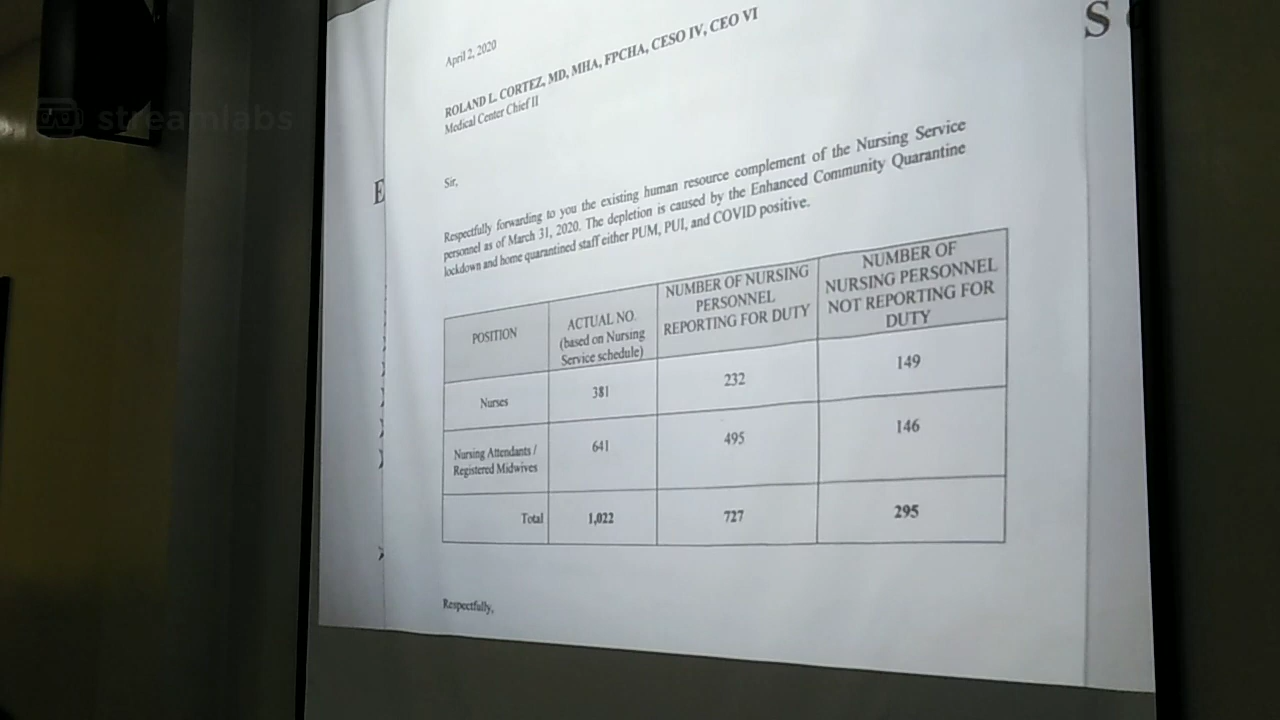 streamlabs
S
E
April 2, 2020
ROLAND L. CORTEZ, MD, MHA, FPCHA, CESO IV, CEO VI
Medical Center Chief II
Sir,
Respectfully forwarding to you the existing human resource complement of the Nursing Service
personnel as of March 31, 2020. The depletion is caused by the Enhanced Community Quarantine
lockdown and home quarantined staff either PUM, PUI, and COVID positive.
POSITION
ACTUAL NO.
(based on Nursing
Service schedule)
NUMBER OF NURSING
PERSONNEL
REPORTING FOR DUTY
NUMBER OF
NURSING PERSONNEL
NOT REPORTING FOR
DUTY
Nurses
381
232
149
Nursing Attendants /
Registered Midwives
641
495
146
Total
1,022
727
295
Respectfully,